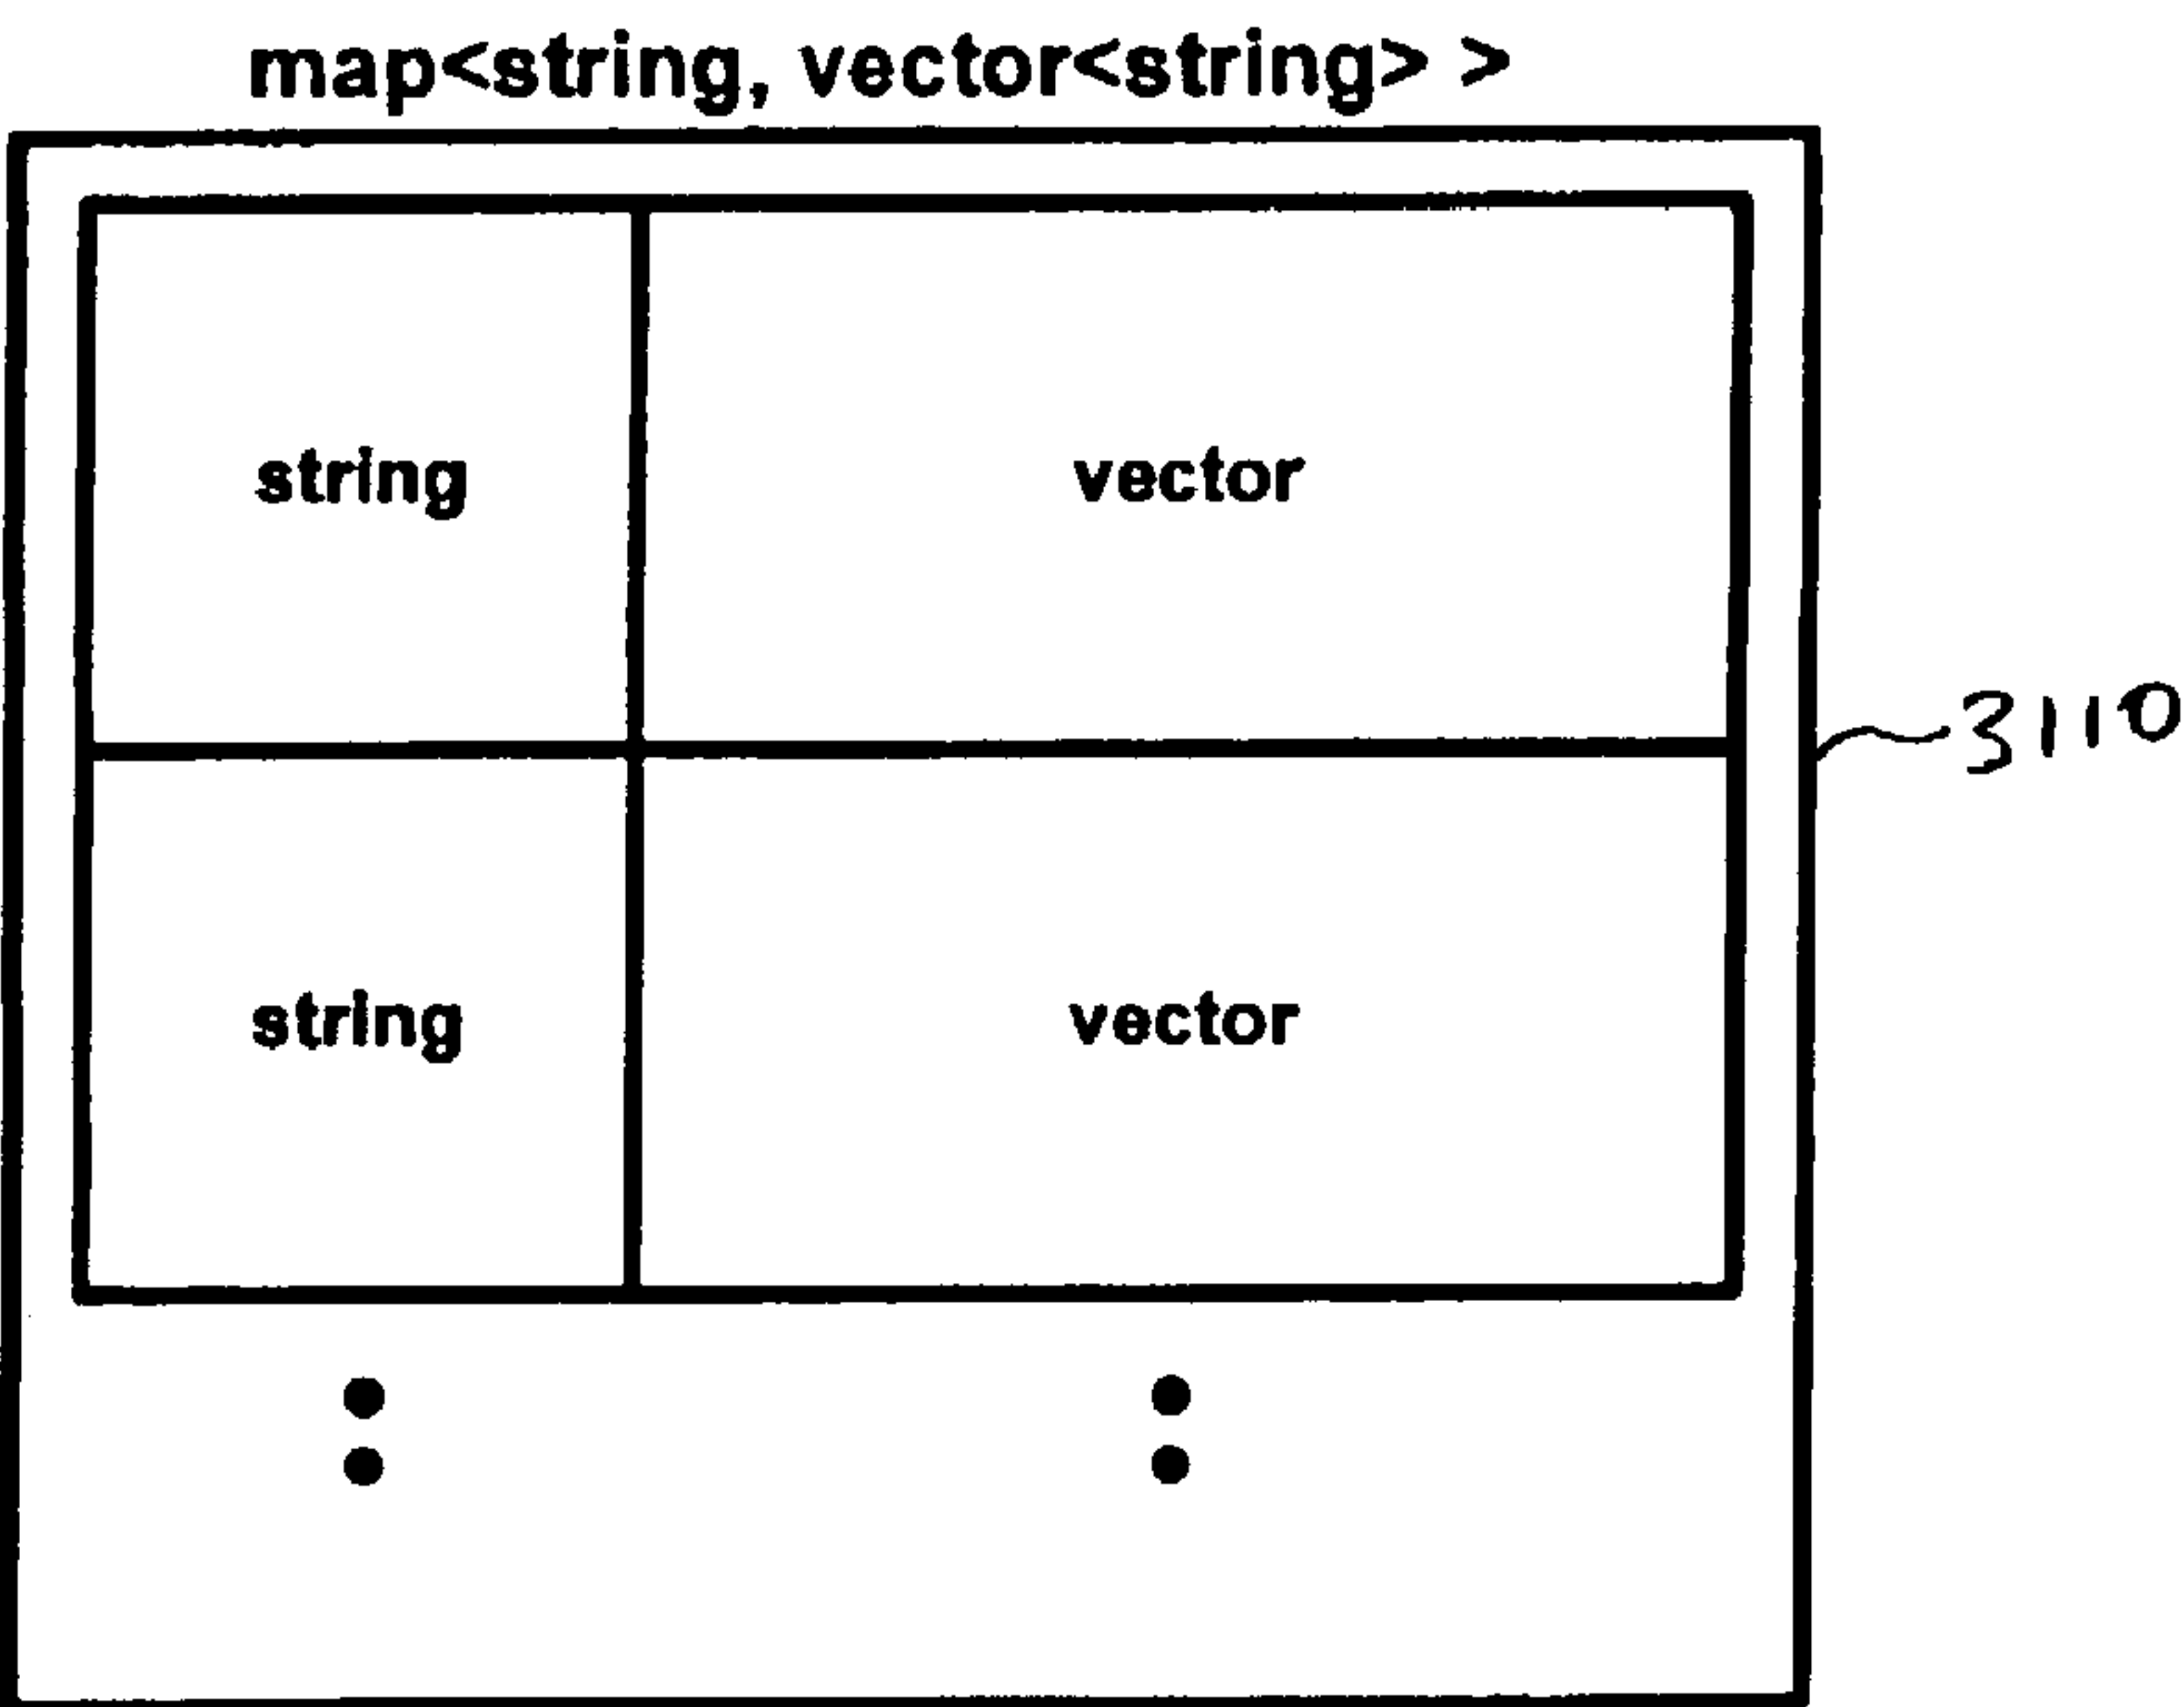 map<string, vector<string> >
string vector
3110
string vector